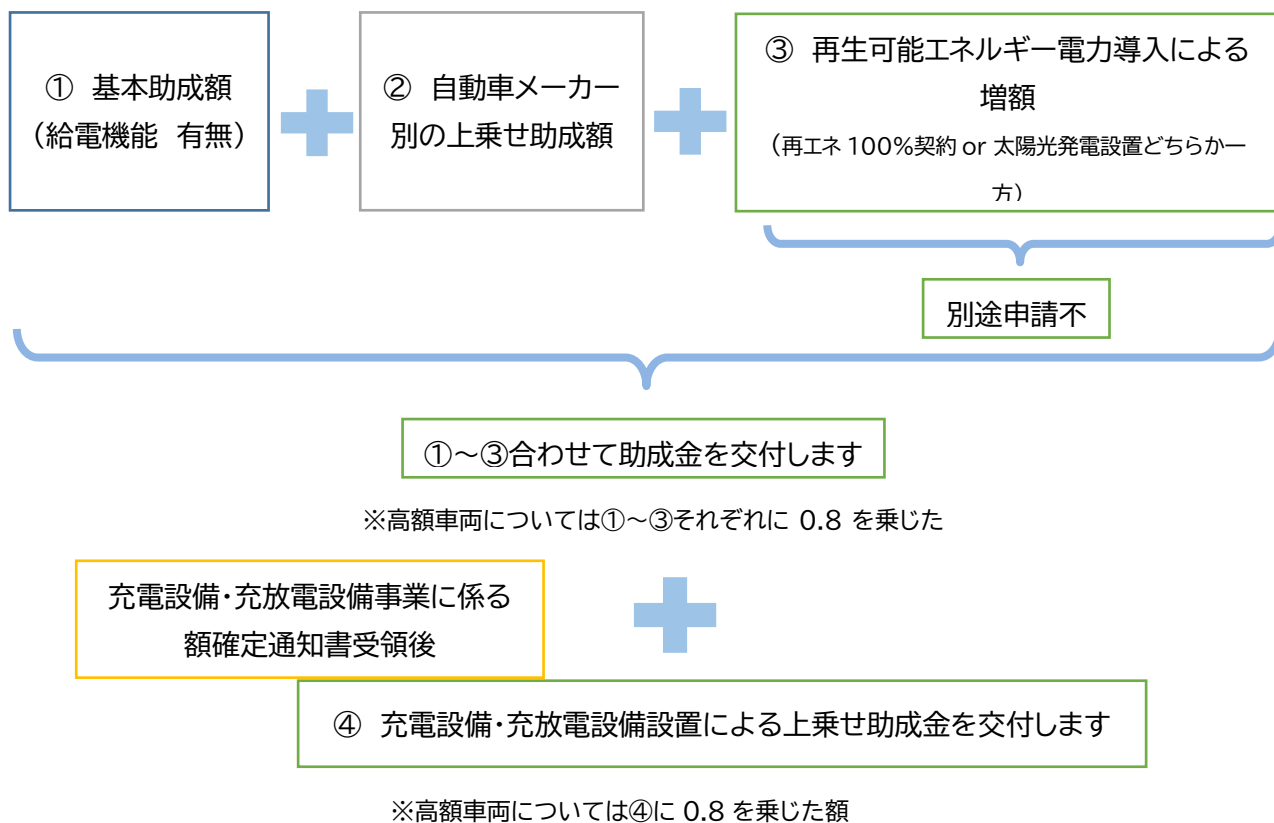 ① 基本助成額
（給電機能 有無）
② 自動車メーカー
別の上乗せ助成額
③ 再生可能エネルギー電力導入による
増額
（再エネ 100％契約 or 太陽光発電設置どちらか一
方）
別途申請不
①～③合わせて助成金を交付します
※高額車両については①～③それぞれに 0.8 を乗じた
充電設備・充放電設備事業に係る
額確定通知書受領後
④ 充電設備・充放電設備設置による上乗せ助成金を交付します
※高額車両については④に 0.8 を乗じた額